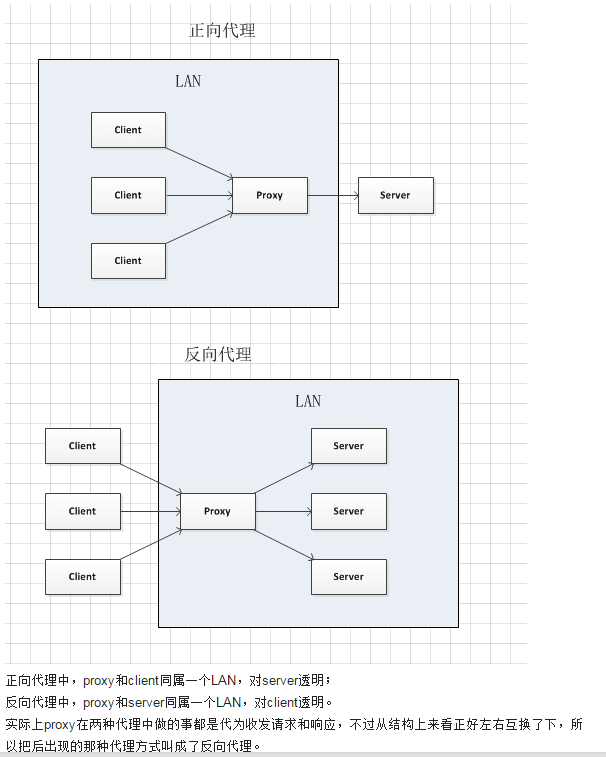 正向代理
LAN
Client
Client
Proxy
Server
Client
反向代理
LAN
Client
Server
Client
Proxy
Server
Client
Server
正向代理中，proxy和client同属一个LAN，对server透明；
反向代理中，proxy和server同属一个LAN，对client透明。
实际上proxy在两种代理中做的事都是代为收发请求和响应，不过从结构上来看正好左右互换了下，所
以把后出现的那种代理方式叫成了反向代理。